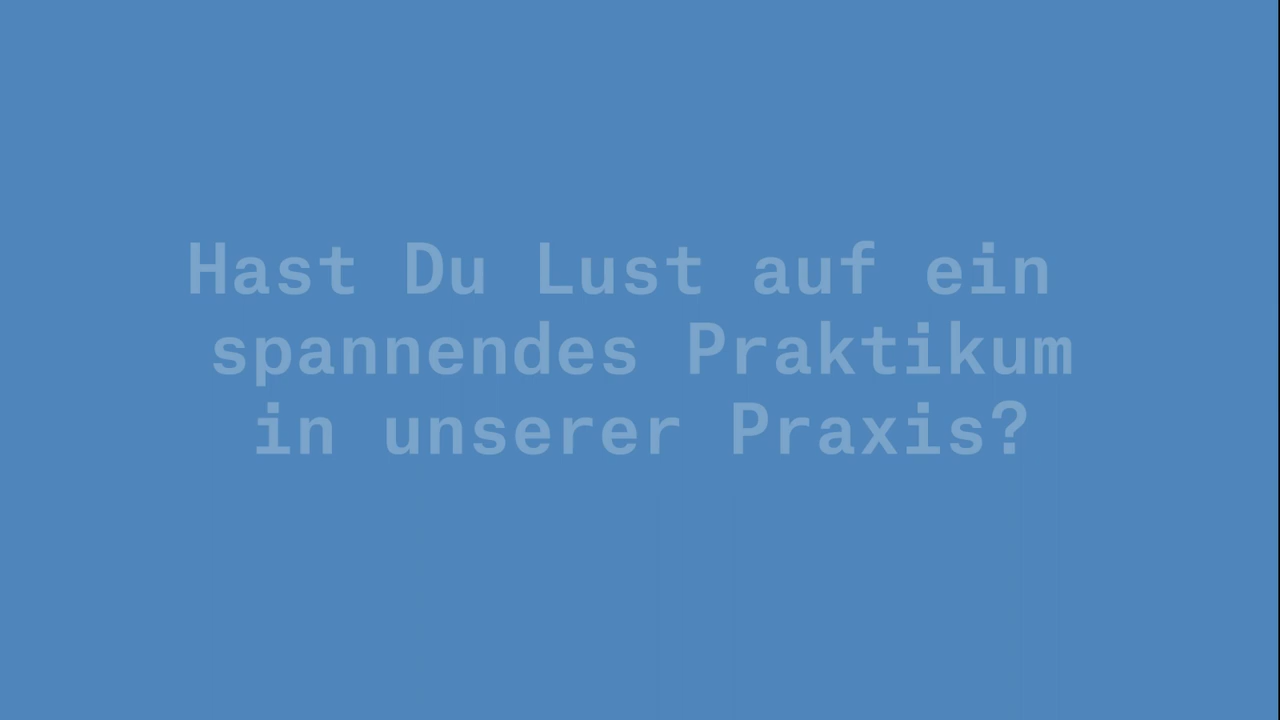 Hast Du Lust auf ein
spannendes Praktikum
in unserer Praxis?